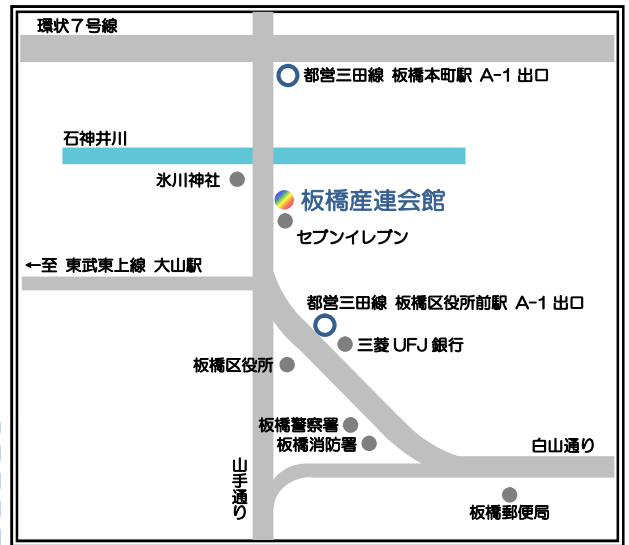 環状７号線
都営三田線 板橋本町駅 A-1 出口
石神井川
氷川神社
板橋産連会館
セブンイレブン
←至 東武東上線 大山駅
都営三田線 板橋区役所前駅 A-1 出口
三菱UFJ銀行
板橋区役所
板橋警察署
板橋消防署
白山通り
山手通り
板橋郵便局